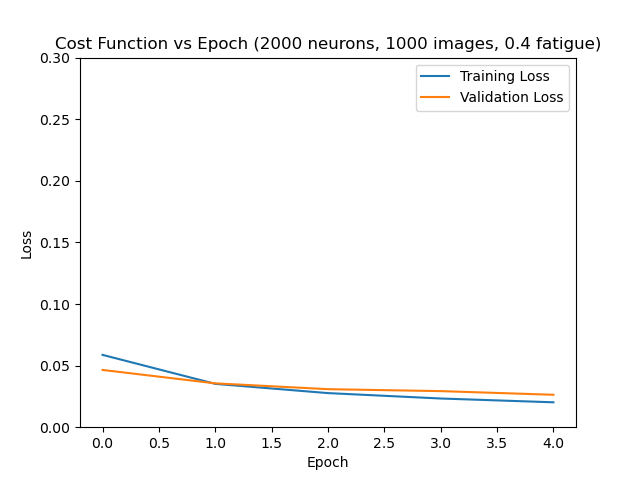 Cost Function vs Epoch (2000 neurons, 1000 images, 0.4 fatigue)
0.30
0.25
0.20
0.15
0.10
0.05
0.00
Loss
Training Loss
Validation Loss
0.0 0.5 1.0 1.5 2.0 2.5 3.0 3.5 4.0
Epoch